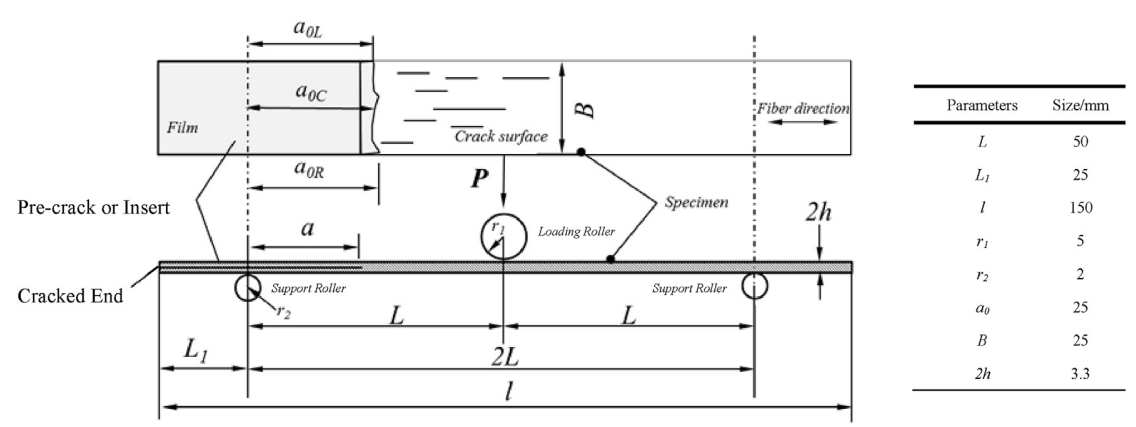 a0L
a0C
B
Film
Crack surface
Fiber direction
a0R
P
Pre-crack or Insert
Specimen
2h
a
r1
Loading Roller
Cracked End
Support Roller
Support Roller
r2
L
L
L1
2L
l
Parameters Size/mm
L 50
L1 25
l 150
r1 5
r2 2
a0 25
B 25
2h 3.3